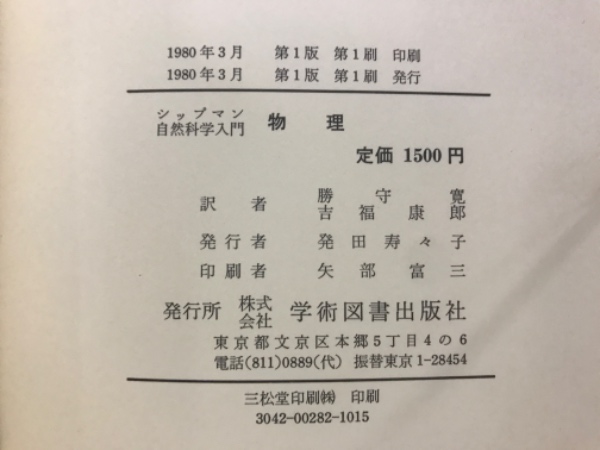 1980年3月 第1版 第1刷 印刷
1980年3月 第1版 第1刷 発行
シップマン
自然科学入門 物理
定価 1500円
訳者 勝守寛
吉福康郎
発行者 発田寿々子
印刷者 矢部富三
発行所 株式会社 学術図書出版社
東京都文京区本郷5丁目4の6
電話(811)0889(代) 振替東京1-28454
三松堂印刷㈱ 印刷
3042-00282-1015